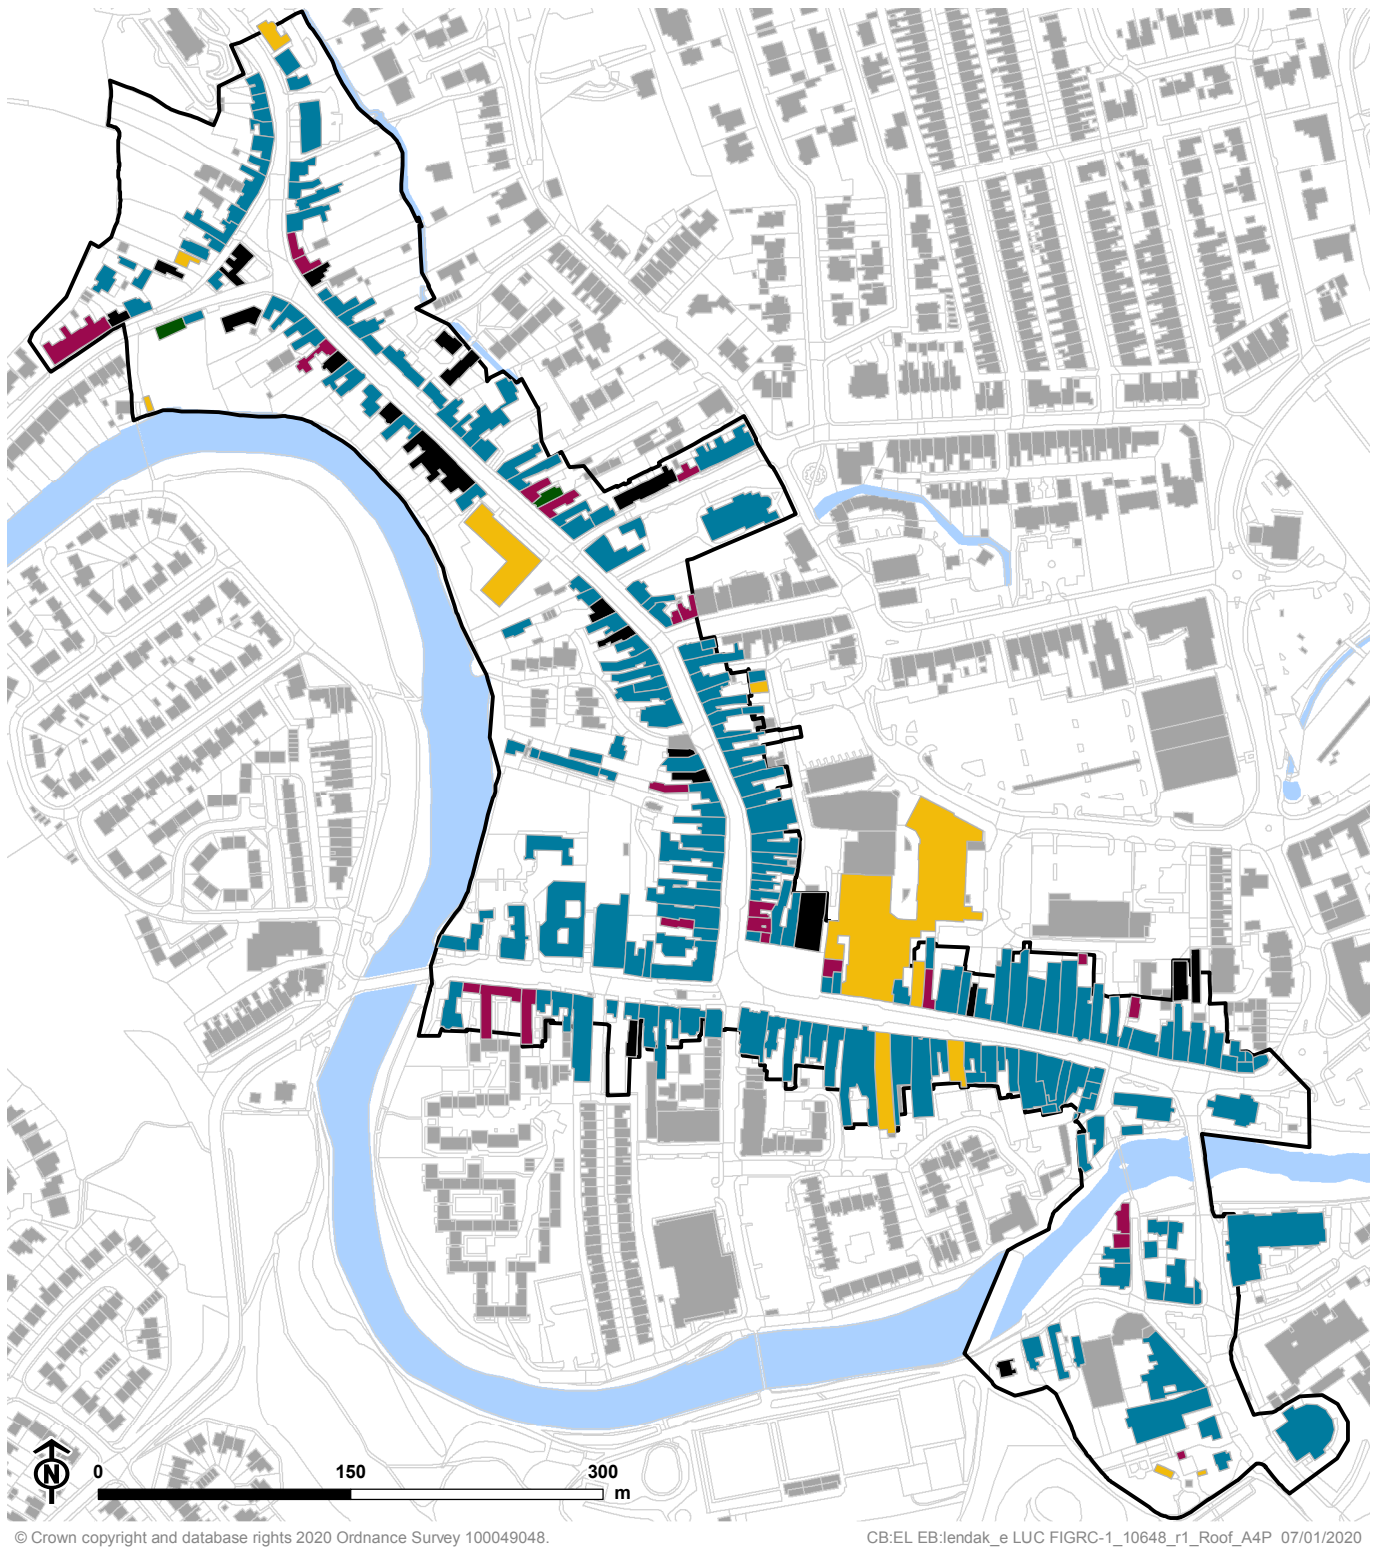 N
0 150 300
m
© Crown copyright and database rights 2020 Ordnance Survey 100049048.
CB:EL EB:lendak_e LUC FIGRC-1_10648_r1_Roof_A4P 07/01/2020